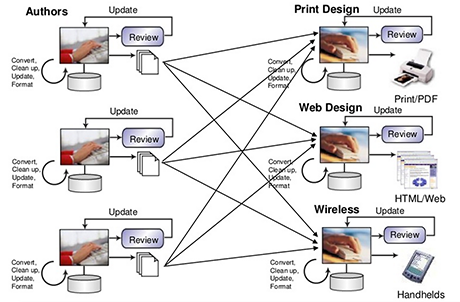 Authors
Update
Review
Convert,
Clean up,
Update,
Format
Update
Review
Convert,
Clean up,
Update,
Format
Update
Review
Convert,
Clean up,
Update,
Format
Print Design
Update
Review
Convert,
Clean up,
Update,
Format
Print/PDF
Web Design
Update
Review
Convert,
Clean up,
Update,
Format
HTML/Web
Wireless
Update
Review
Convert,
Clean up,
Update,
Format
Handhelds